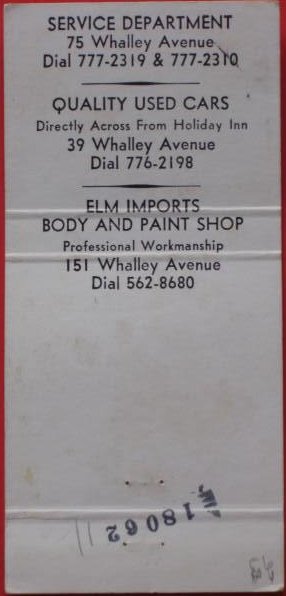 SERVICE DEPARTMENT
75 Whalley Avenue
Dial 777-2319 & 777-2310
QUALITY USED CARS
Directly Across From Holiday Inn
39 Whalley Avenue
Dial 776-2198
ELM IMPORTS
BODY AND PAINT SHOP
Professional Workmanship
151 Whalley Avenue
Dial 562-8680
18062